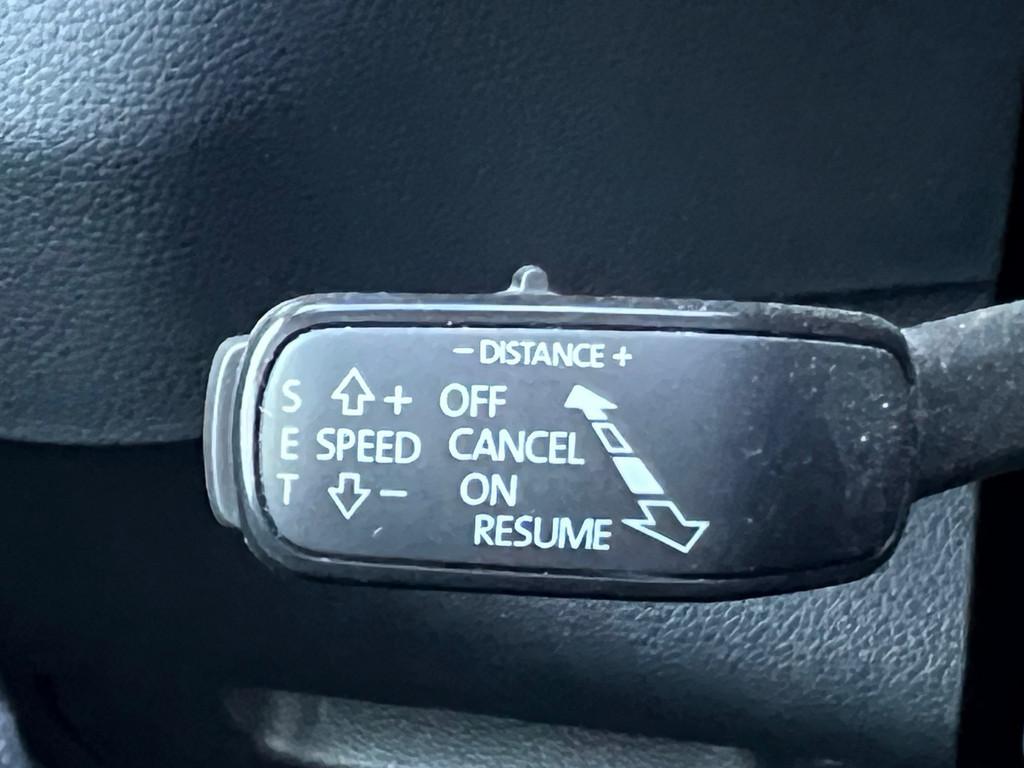 - DISTANCE +
S + OFF
E SPEED CANCEL
T - ON
RESUME